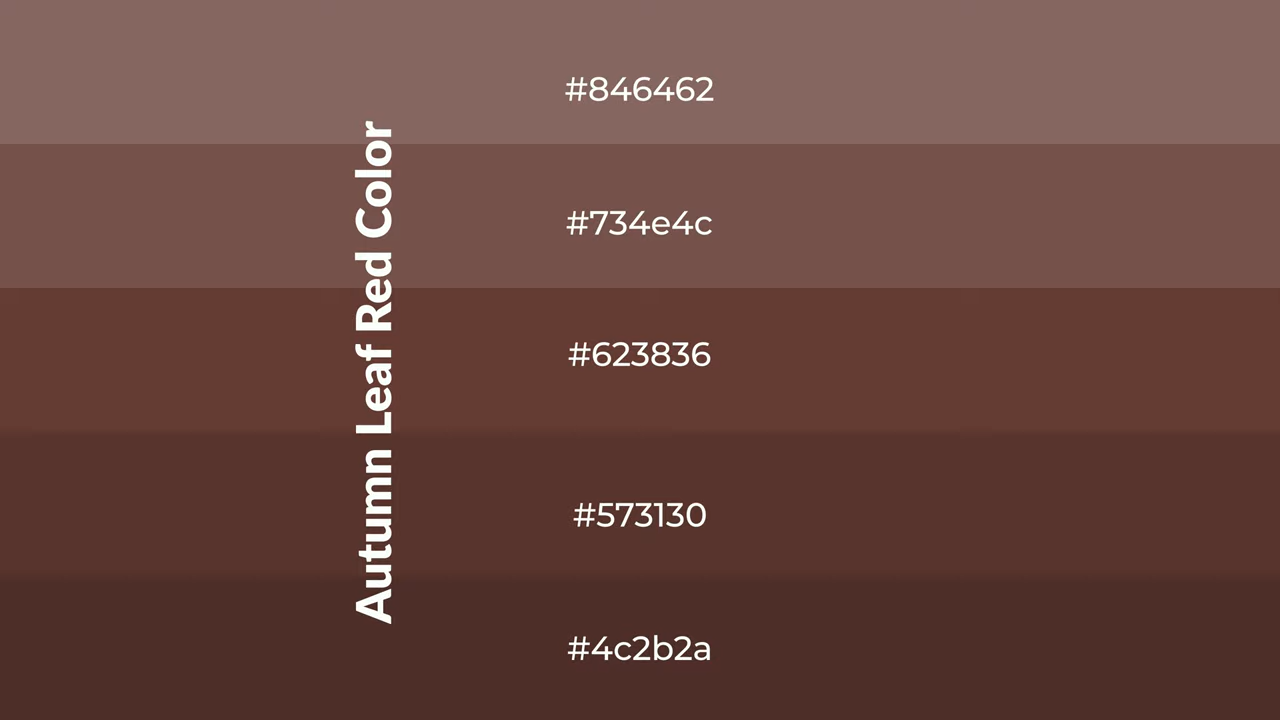 Autumn Leaf Red Color
#846462
#734e4c
#623836
#573130
#4c2b2a